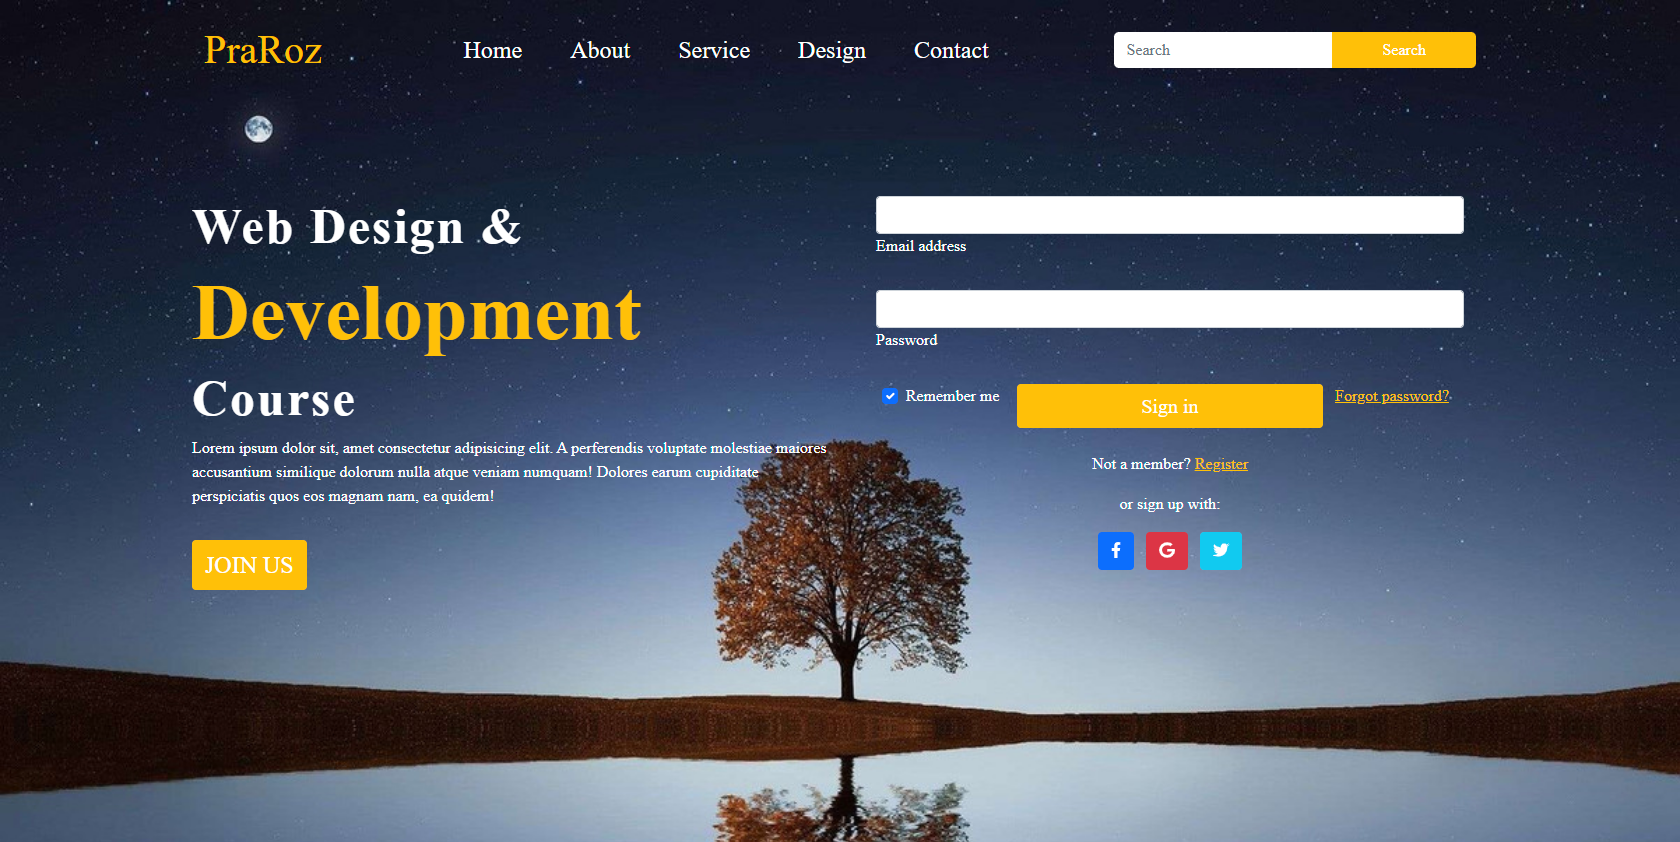 PraRoz
Home About Service Design Contact
Search Search
Web Design &
Development
Course
Lorem ipsum dolor sit, amet consectetur adipisicing elit. A perferendis voluptate molestiae maiores
accusantium similique dolorum nulla atque veniam numquam! Dolores earum cupiditate
perspiciatis quos eos magnam nam, ea quidem!
JOIN US
Email address
Password
Remember me
Sign in
Forgot password?
Not a member? Register
or sign up with: